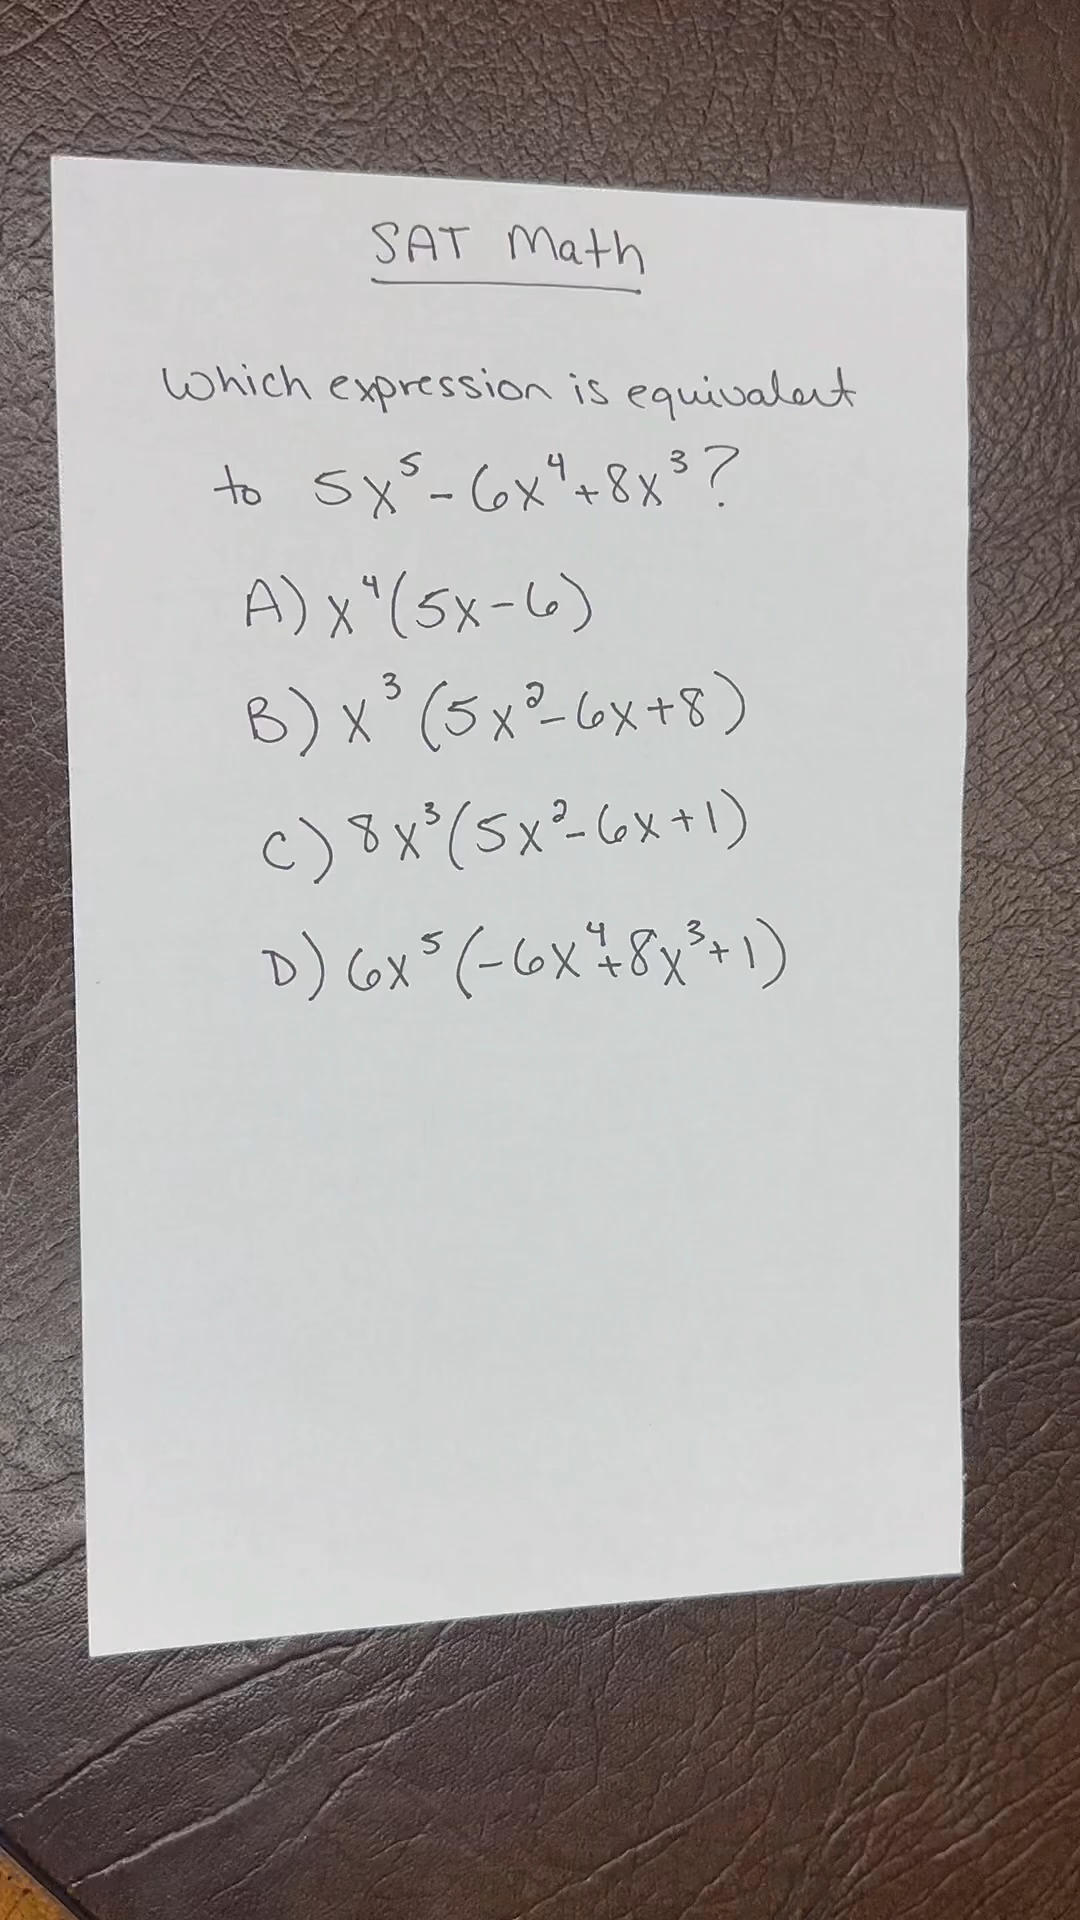 SAT Math
Which expression is equivalent
to 5x⁵ - 6x⁴ + 8x³?
A) x⁴(5x-6)
B) x³(5x²-6x+8)
C) 8x³(5x²-6x+1)
D) 6x⁵(-6x⁴+8x³+1)